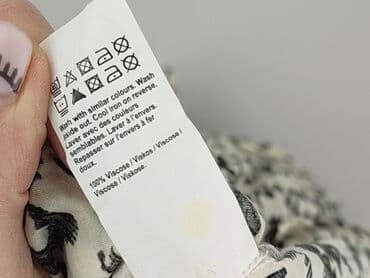 Wash with similar colours. Wash
inside out. Cool iron on reverse.
Laver avec des couleurs
semblables. Laver à l'envers.
Repasser sur l'envers à fer
doux.
100% Viscose / Viskos / Viscose /
Viscose / Viscose.